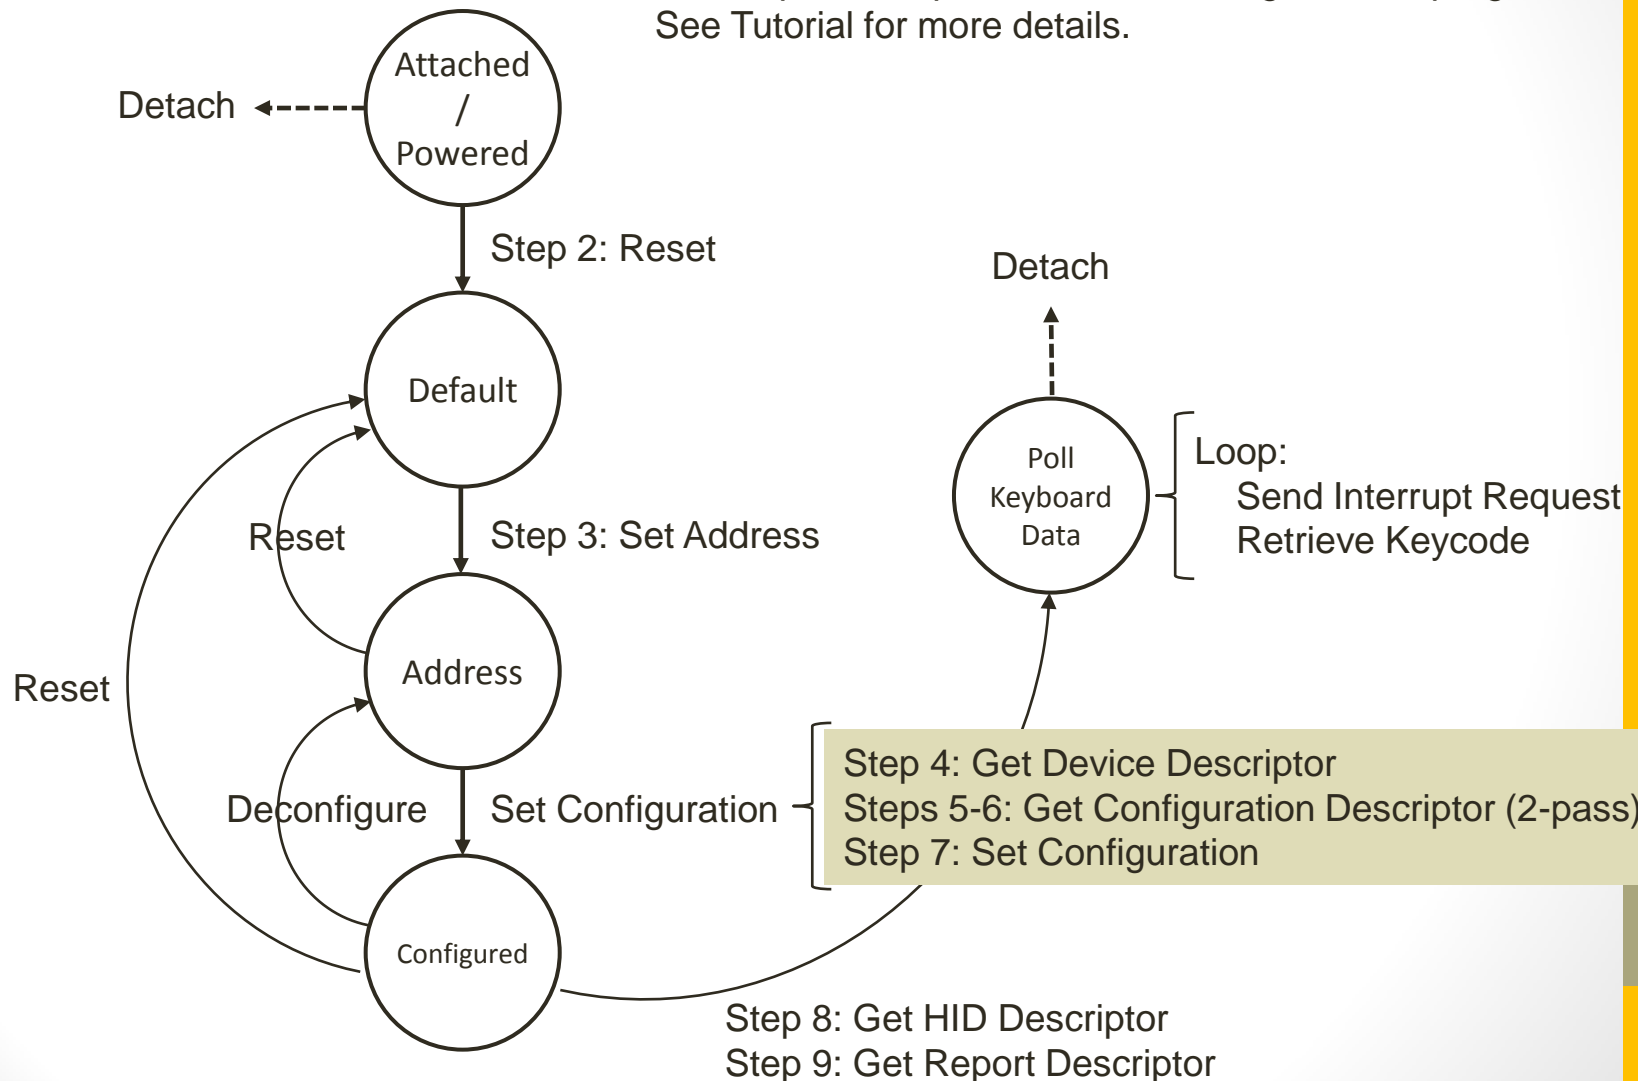 See Tutorial for more details.
Attached
/
Powered
Detach
Step 2: Reset
Detach
Default
Poll
Keyboard
Data
Loop:
Send Interrupt Request
Retrieve Keycode
Reset
Step 3: Set Address
Address
Reset
Step 4: Get Device Descriptor
Deconfigure
Set Configuration
Steps 5-6: Get Configuration Descriptor (2-pass)
Step 7: Set Configuration
Configured
Step 8: Get HID Descriptor
Step 9: Get Report Descriptor